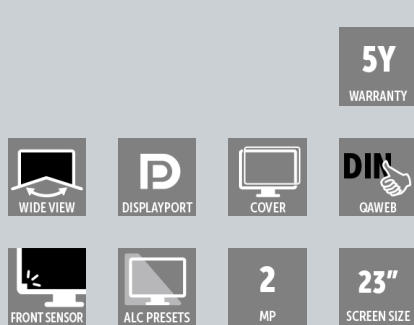 5Y
WARRANTY
WIDE VIEW
DISPLAYPORT
COVER
DIN
QAWEB
FRONT SENSOR
ALC PRESETS
2
MP
23"
SCREEN SIZE